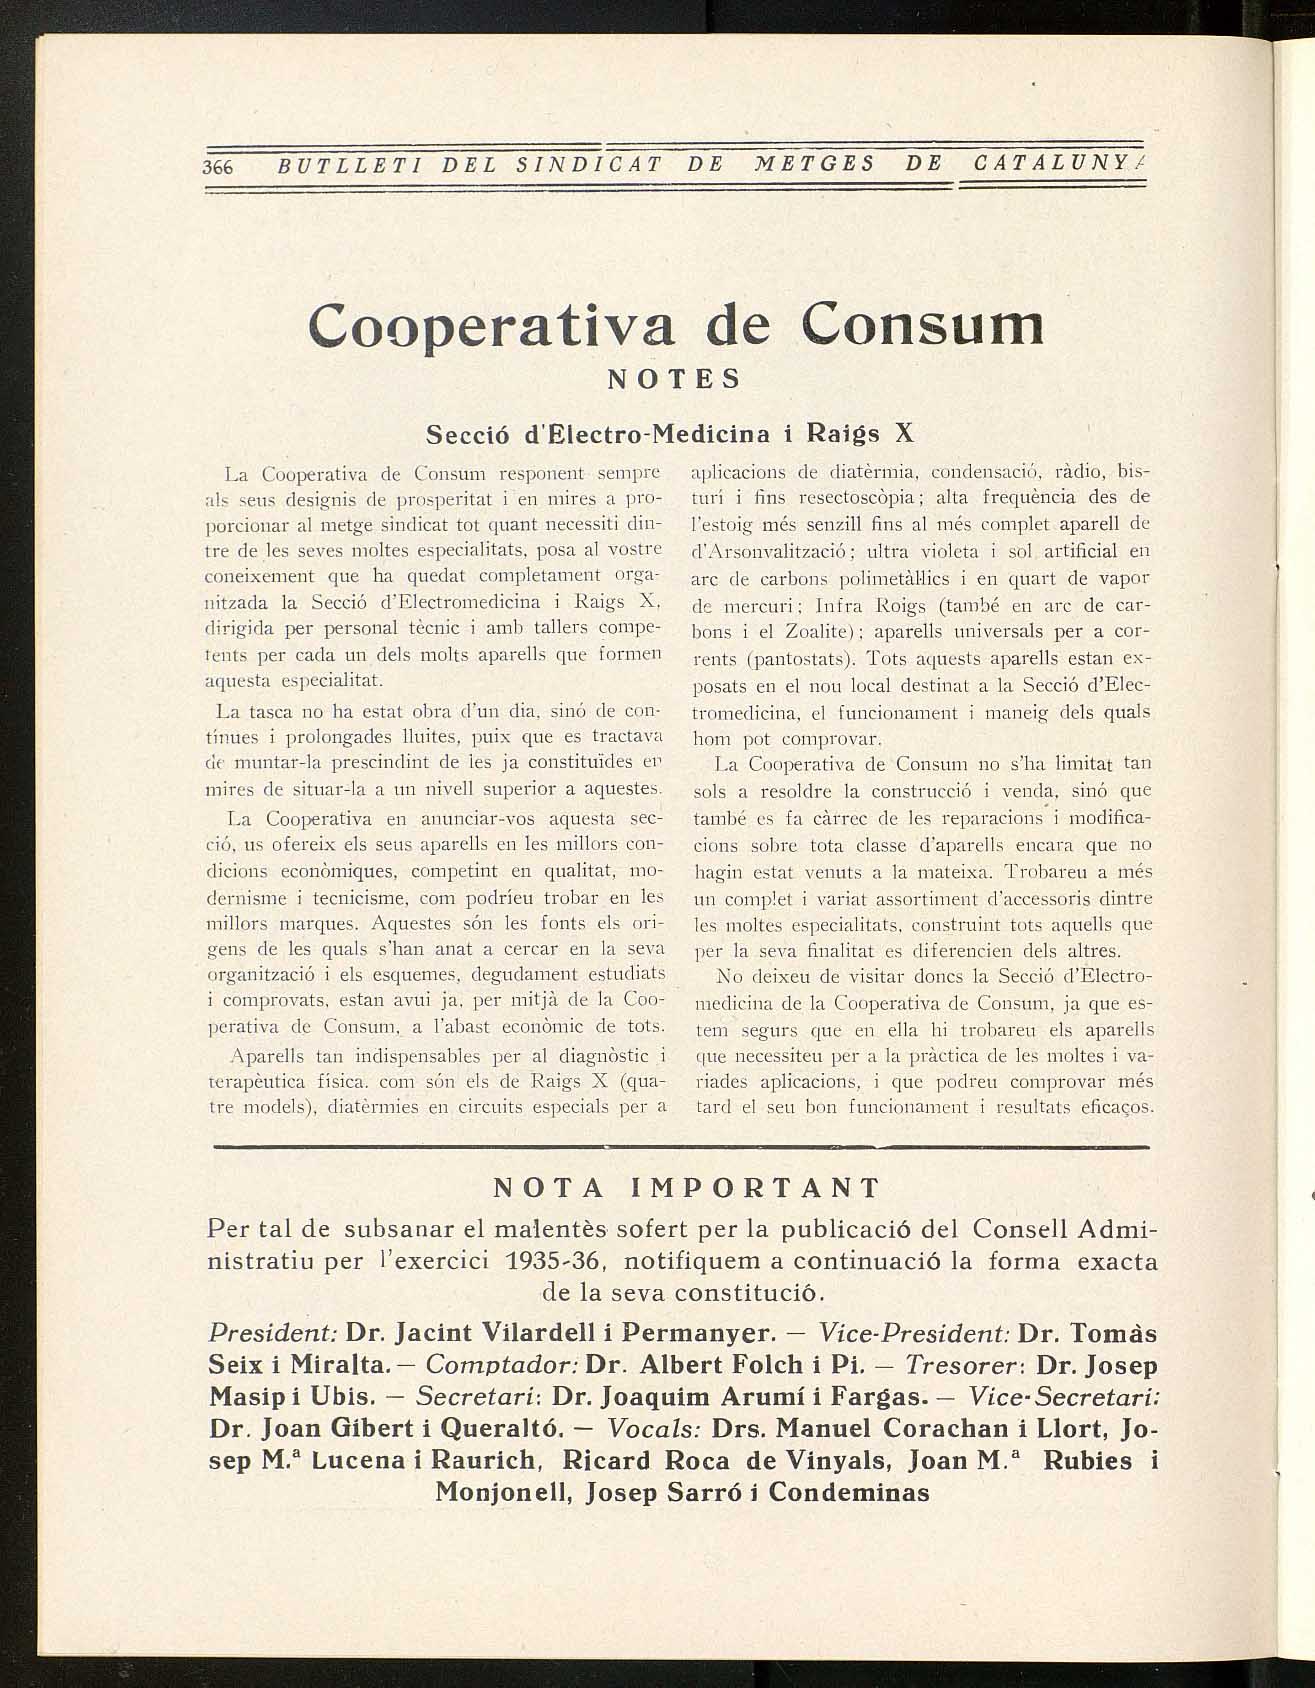 366 BUTLLETI DEL SINDICAT DE METGES DE CATALUNYA
Cooperativa de Consum
NOTES
Secció d'Electro-Medicina i Raigs X
La Cooperativa de Consum responent sempre
als seus designis de prosperitat i en mires a pro-
porcionar al metge sindicat tot quant necessiti din-
tre de les seves moltes especialitats, posa al vostre
coneixement que ha quedat completament orga-
nitzada la Secció d'Electromedicina i Raigs X,
dirigida per personal tècnic i amb tallers compe-
tents per cada un dels molts aparells que formen
aquesta especialitat.
La tasca no ha estat obra d'un dia, sinó de con-
tínues i prolongades lluites, puix que es tractava
de muntar-la prescindint de les ja constituïdes en
mires de situar-la a un nivell superior a aquestes.
La Cooperativa en anunciar-vos aquesta sec-
ció, us ofereix els seus aparells en les millors con-
dicions econòmiques, competint en qualitat, mo-
dernisme i tecnicisme, com podríeu trobar en les
millors marques. Aquestes són les fonts els orí-
gens de les quals s'han anat a cercar en la seva
organització i els esquemes, degudament estudiats
i comprovats, estan avui ja, per mitjà de la Coo-
perativa de Consum, a l'abast econòmic de tots.
Aparells tan indispensables per al diagnòstic i
terapèutica física, com són els de Raigs X (qua-
tre models), diatèrmies en circuits especials per a
aplicacions de diatèrmia, condensació, ràdio, bis-
turí i fins resectoscòpia; alta frequència des de
l'estoig més senzill fins al més complet aparell de
d'Arsonvalització; ultra violeta i sol artificial en
arc de carbons polimetàl·lics i en quart de vapor
de mercuri; Infra Roigs (també en arc de car-
bons i el Zoalite); aparells universals per a cor-
rents (pantostats). Tots aquests aparells estan ex-
posats en el nou local destinat a la Secció d'Elec-
tromedicina, el funcionament i maneig dels quals
hom pot comprovar.
La Cooperativa de Consum no s'ha limitat tan
sols a resoldre la construcció i venda, sinó que
també es fa càrrec de les reparacions i modifica-
cions sobre tota classe d'aparells encara que no
hagin estat venuts a la mateixa. Trobareu a més
un complet i variat assortiment d'accessoris dintre
les moltes especialitats, construint tots aquells que
per la seva finalitat es diferencien dels altres.
No deixeu de visitar doncs la Secció d'Electro-
medicina de la Cooperativa de Consum, ja que es-
tem segurs que en ella hi trobareu els aparells
que necessiteu per a la pràctica de les moltes i va-
riades aplicacions, i que podreu comprovar més
tard el seu bon funcionament i resultats eficaços.
NOTA IMPORTANT
Per tal de subsanar el malentès sofert per la publicació del Consell Admi-
nistratiu per l'exercici 1935-36, notifiquem a continuació la forma exacta
de la seva constitució.
President: Dr. Jacint Vilardell i Permanyer. — Vice-President: Dr. Tomàs
Seix i Miralta. — Comptador: Dr. Albert Folch i Pi. — Tresorer: Dr. Josep
Masip i Ubis. — Secretari: Dr. Joaquim Arumí i Fargas. — Vice-Secretari:
Dr. Joan Gibert i Queraltó. — Vocals: Drs. Manuel Corachan i Llort, Jo-
sep M.ª Lucena i Raurich, Ricard Roca de Vinyals, Joan M.ª Rubies i
Monjonell, Josep Sarró i Condeminas